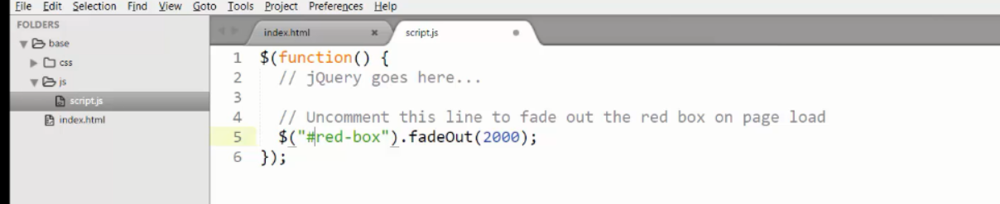 File Edit Selection Find View Goto Tools Project Preferences Help
FOLDERS
base
css
js
script.js
index.html
index.html × script.js
1 $(function() {
2 // jQuery goes here...
3
4 // Uncomment this line to fade out the red box on page load
5 $("#red-box").fadeOut(2000);
6 });